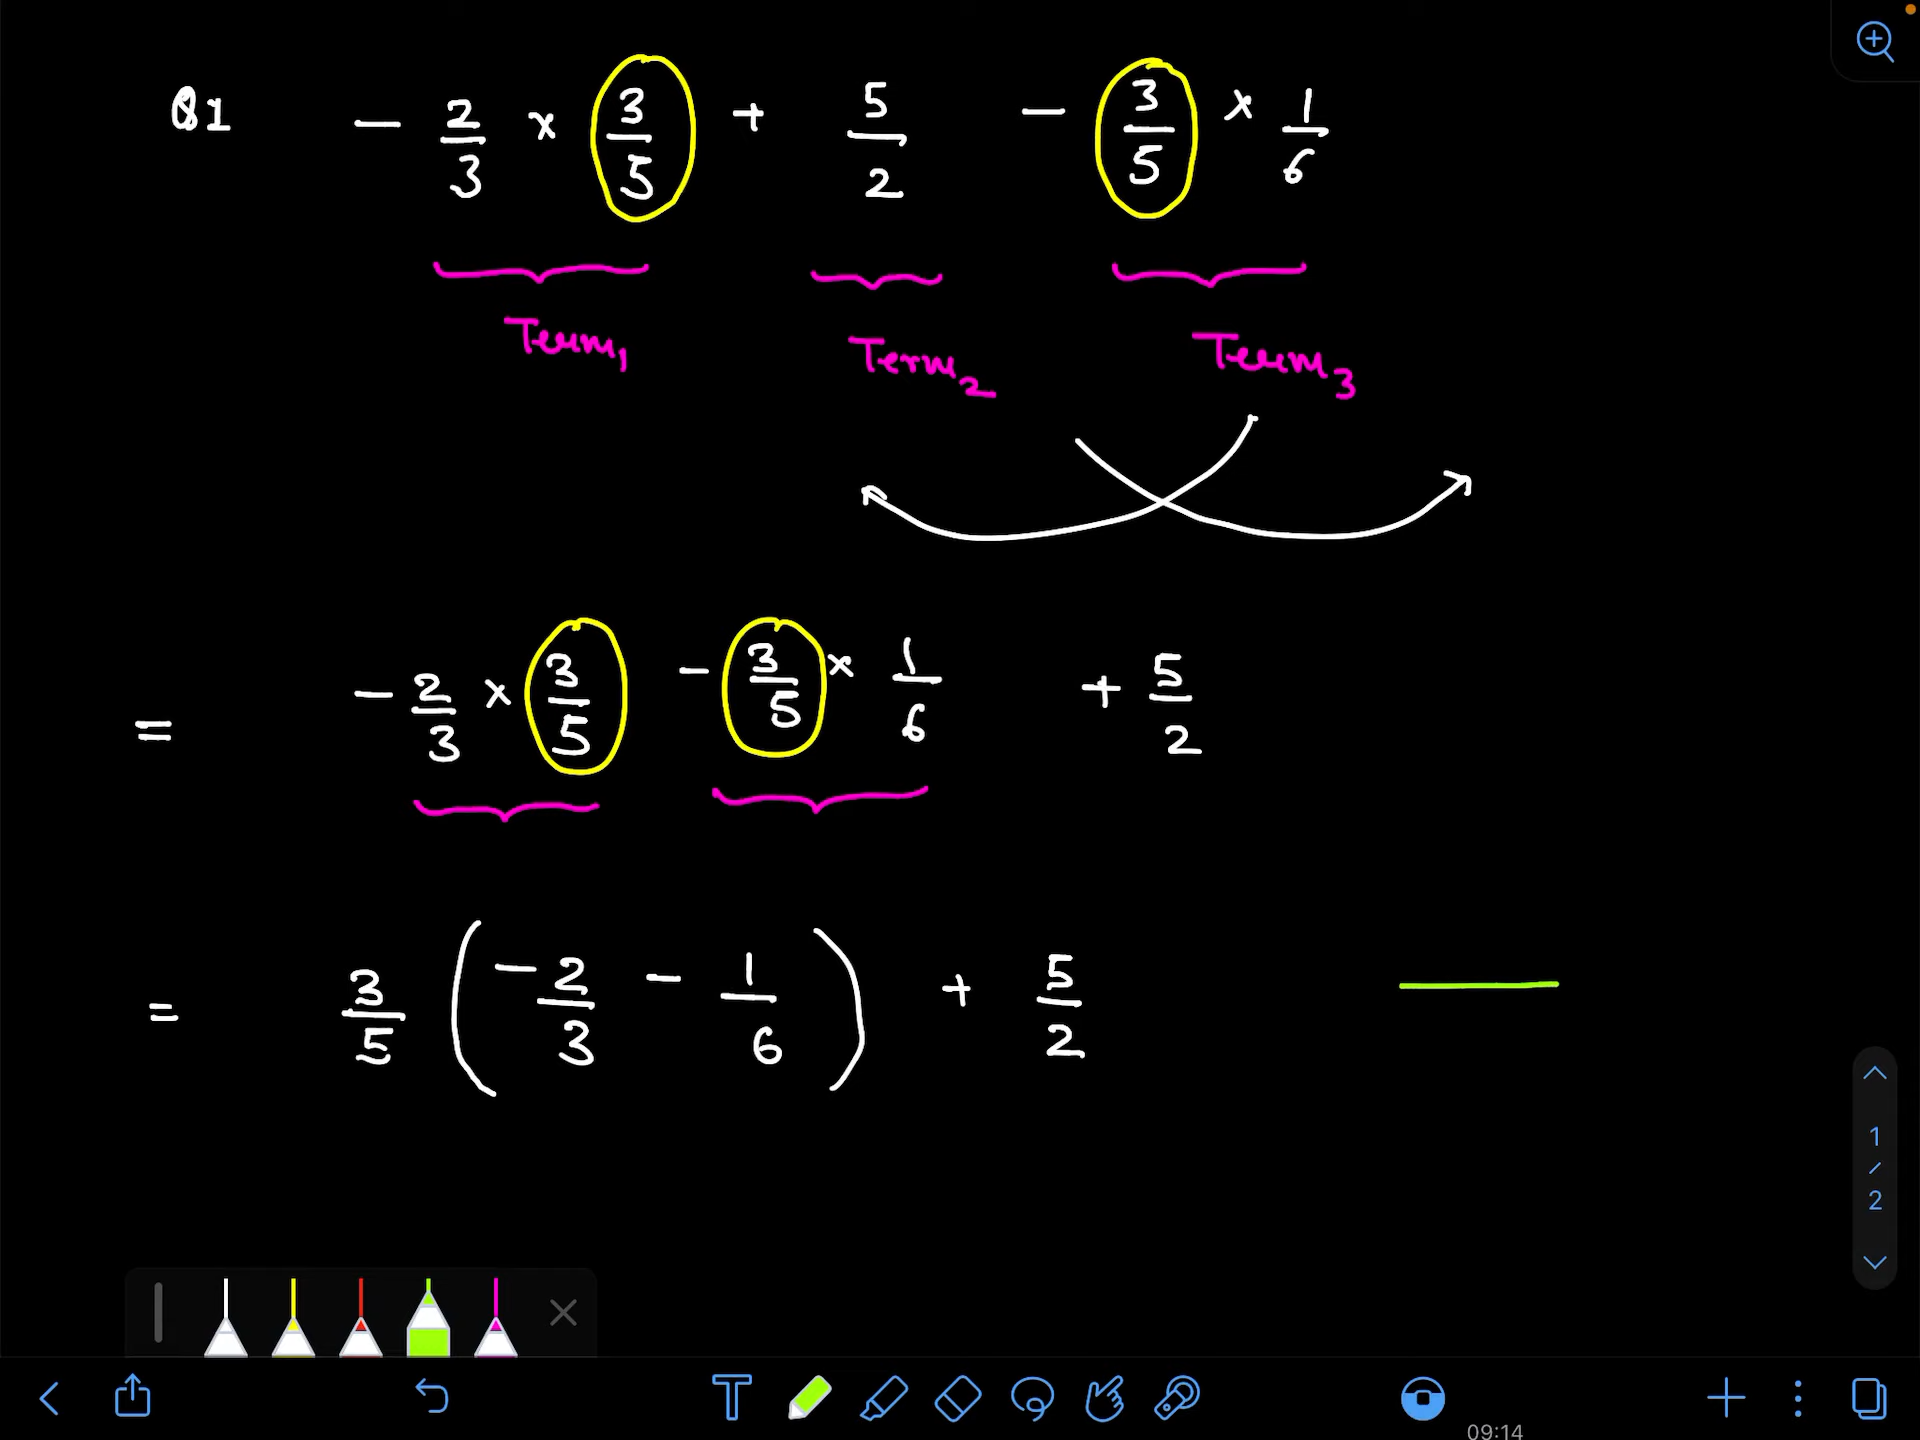 Q1 - 2/3 × 3/5 + 5/2 - 3/5 × 1/6
Term1 Term2 Term3
= - 2/3 × 3/5 - 3/5 × 1/6 + 5/2
= 3/5 ( - 2/3 - 1/6 ) + 5/2
1
/
2
T
09:14